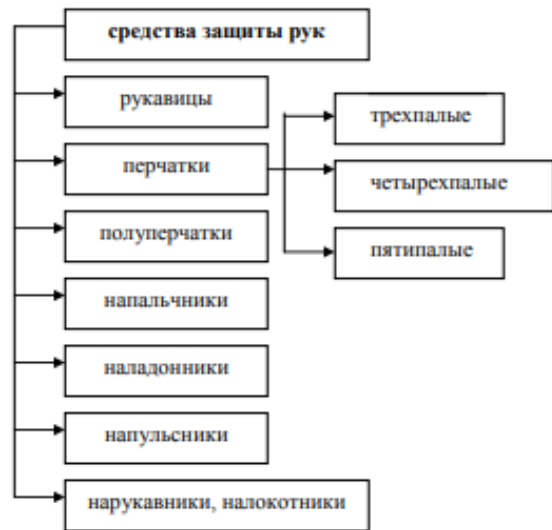 средства защиты рук
рукавицы
перчатки
полуперчатки
напальчники
наладонники
напульсники
нарукавники, налокотники
трехпалые
четырехпалые
пятипалые